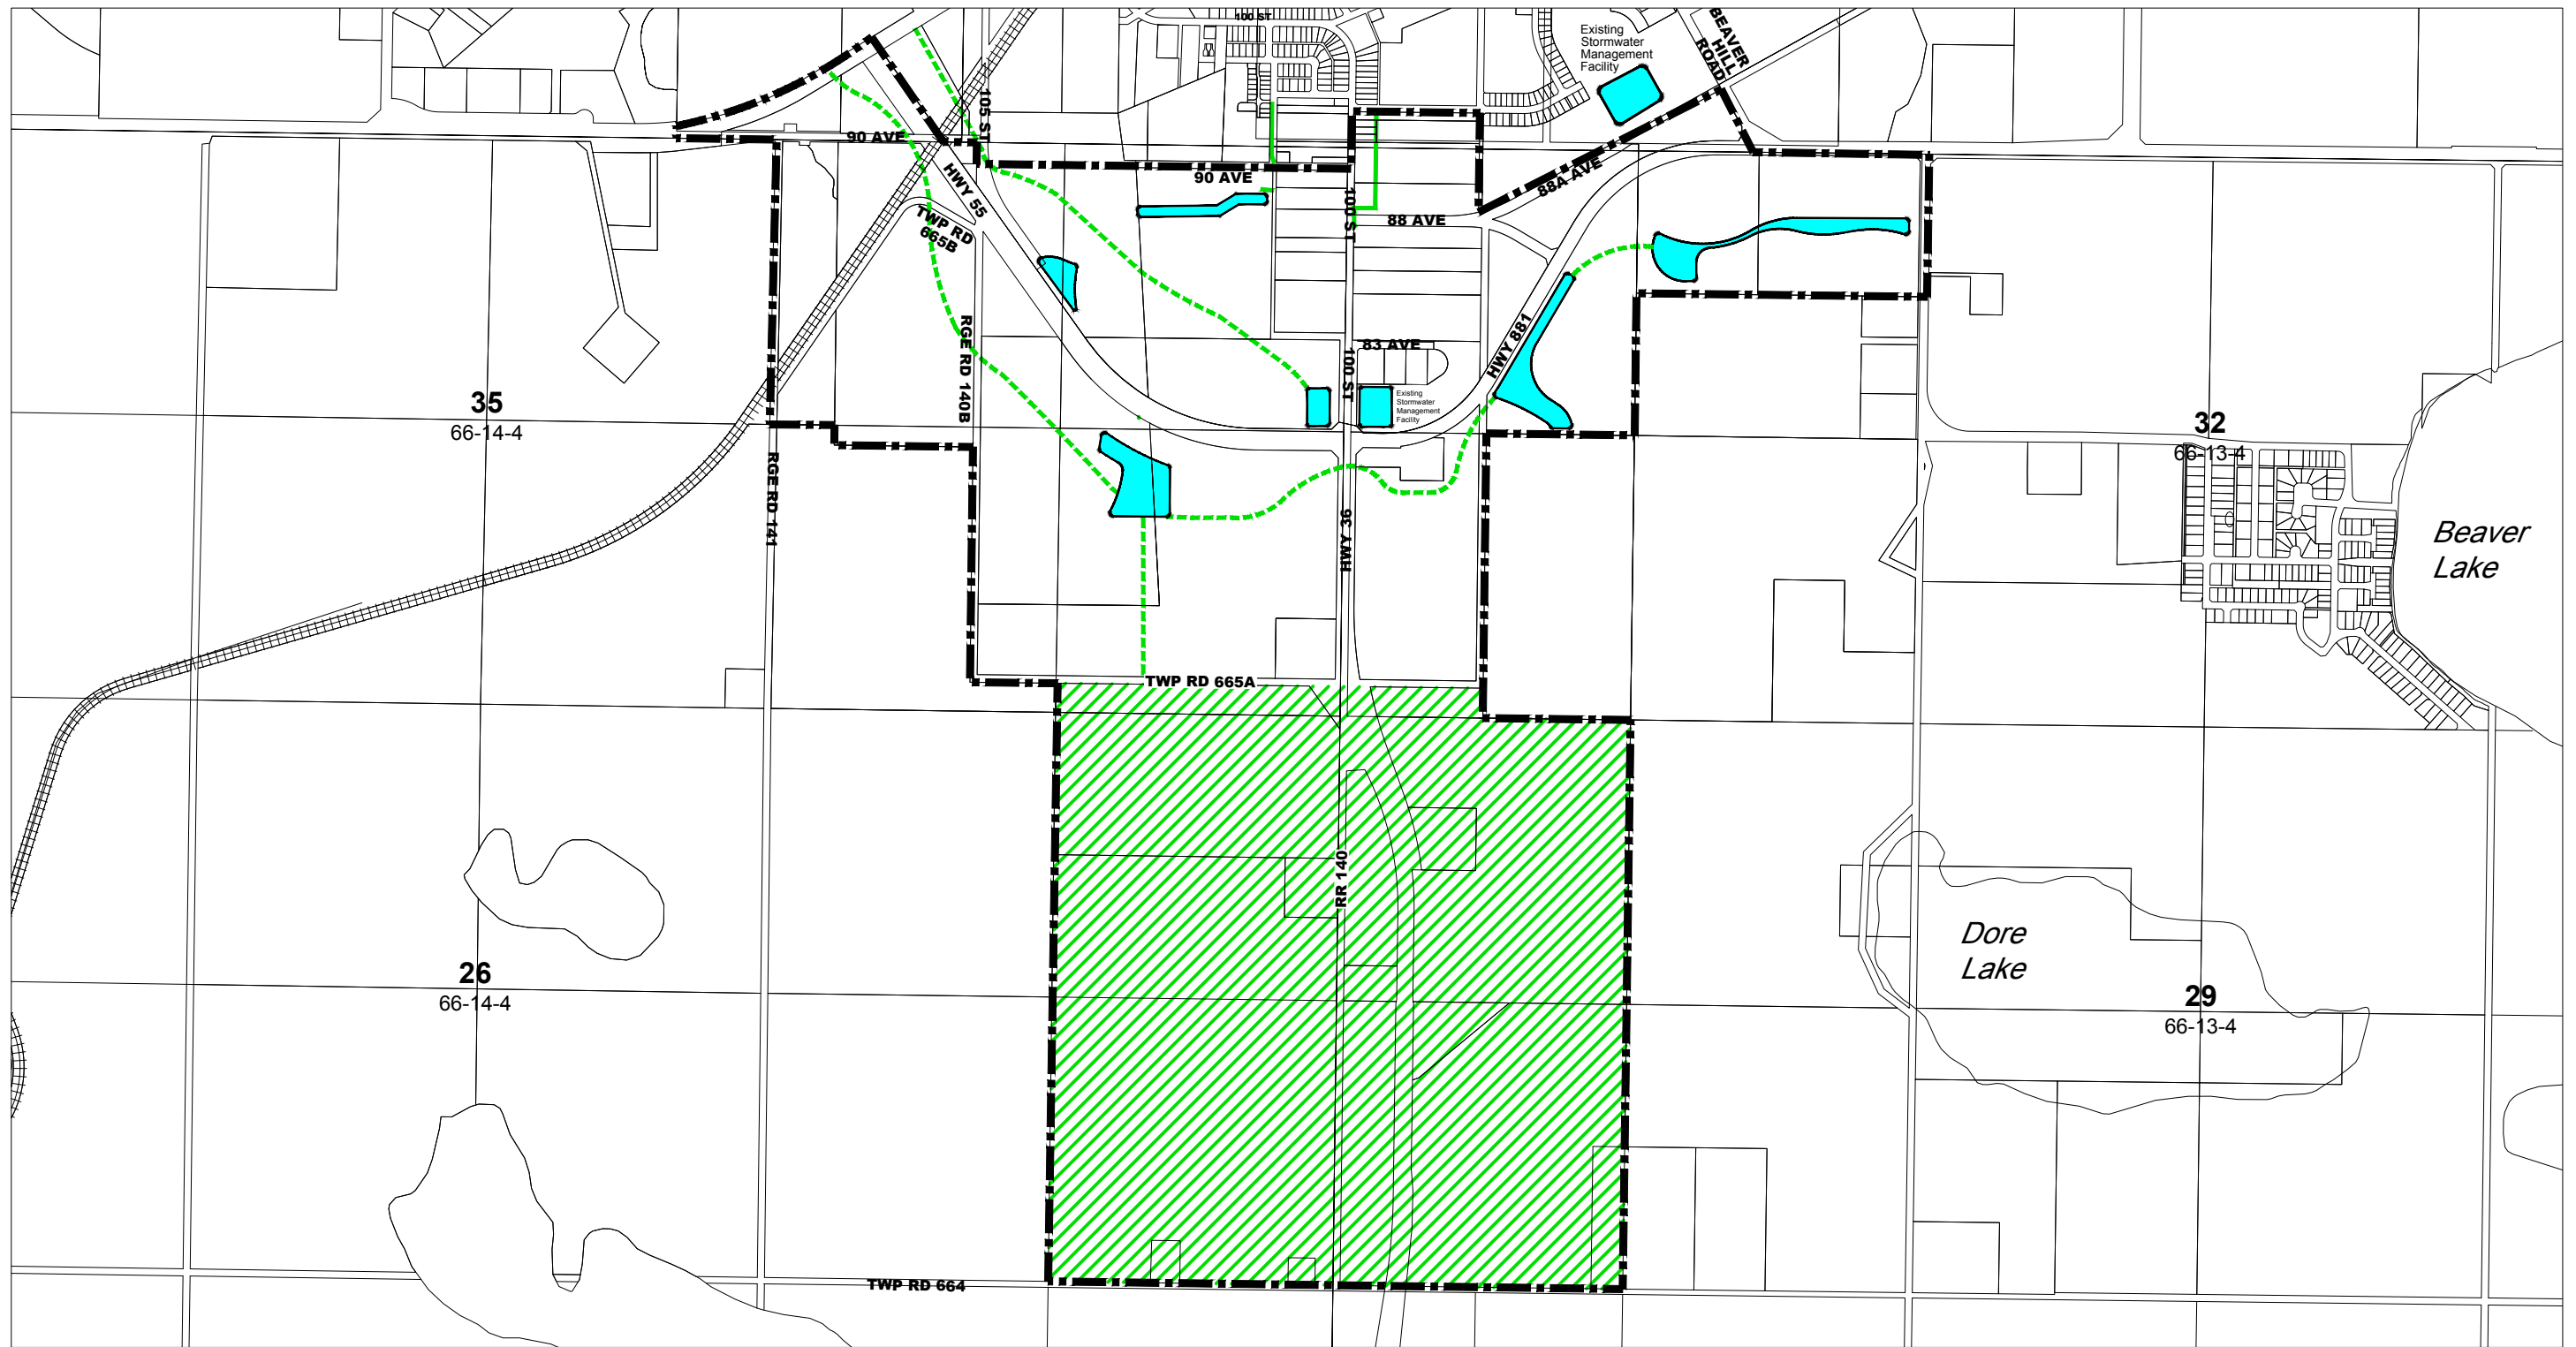 100 ST
Existing
Stormwater
Management
Facility
BEAVER
HILL
ROAD
105 ST
90 AVE
HWY 55
90 AVE
88A AVE
TWP RD
665B
100 ST
88 AVE
RGE RD 140B
HWY 881
83 AVE
100 ST
Existing
Stormwater
Management
Facility
35
66-14-4
32
66-13-4
RGE RD 141
HWY 36
Beaver
Lake
TWP RD 665A
RR 140
Dore
Lake
26
66-14-4
29
66-13-4
TWP RD 664